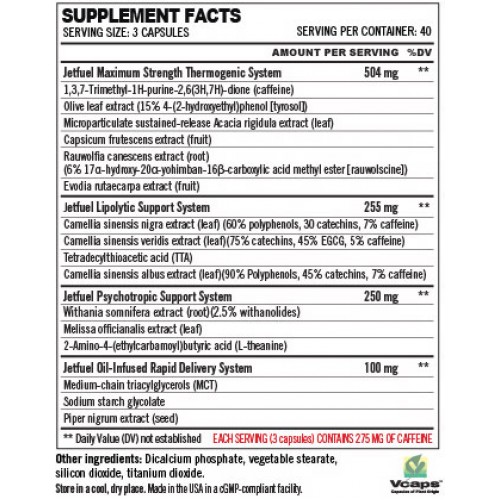 SUPPLEMENT FACTS
SERVING SIZE: 3 CAPSULES SERVING PER CONTAINER: 40
AMOUNT PER SERVING %DV
Jetfuel Maximum Strength Thermogenic System 504 mg **
1,3,7-Trimethyl-1H-purine-2,6(3H,7H)-dione (caffeine)
Olive leaf extract (15% 4-(2-hydroxyethyl)phenol [tyrosol])
Microparticulate sustained-release Acacia rigidula extract (leaf)
Capsicum frutescens extract (fruit)
Rauwolfia canescens extract (root)
(6% 17α-hydroxy-20α-yohimban-16β-carboxylic acid methyl ester [rauwolscine])
Evodia rutaecarpa extract (fruit)
Jetfuel Lipolytic Support System 255 mg **
Camellia sinensis nigra extract (leaf) (60% polyphenols, 30 catechins, 7% caffeine)
Camellia sinensis veridis extract (leaf)(75% catechins, 45% EGCG, 5% caffeine)
Tetradecylthioacetic acid (TTA)
Camellia sinensis albus extract (leaf)(90% Polyphenols, 45% catechins, 7% caffeine)
Jetfuel Psychotropic Support System 250 mg **
Withania somnifera extract (root)(2.5% withanolides)
Melissa officianalis extract (leaf)
2-Amino-4-(ethylcarbamoyl)butyric acid (L-theanine)
Jetfuel Oil-Infused Rapid Delivery System 100 mg **
Medium-chain triacylglycerols (MCT)
Sodium starch glycolate
Piper nigrum extract (seed)
** Daily Value (DV) not established EACH SERVING (3 capsules) CONTAINS 275 MG OF CAFFEINE
Other ingredients: Dicalcium phosphate, vegetable stearate,
silicon dioxide, titanium dioxide.
Store in a cool, dry place. Made in the USA in a cGMP-compliant facility.
Vcaps
Capsules of Plant Origin